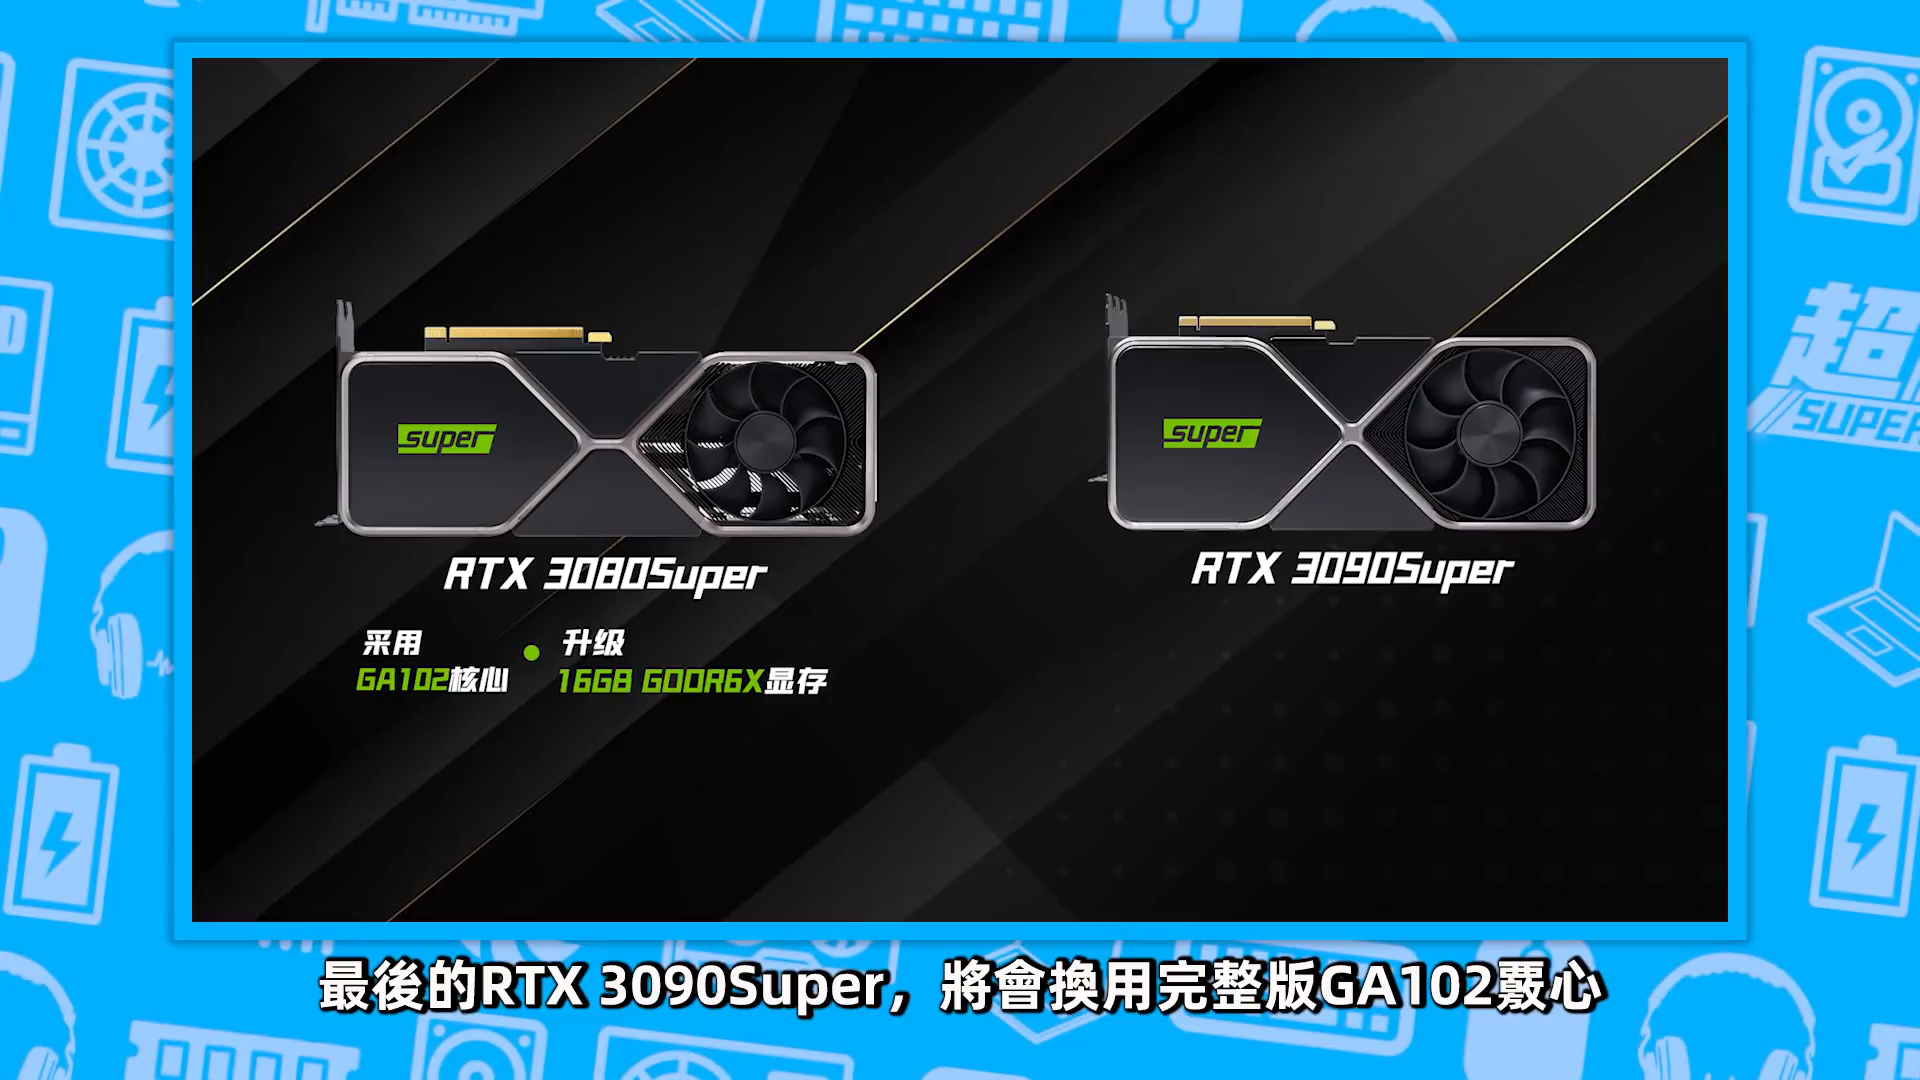 super
super
RTX 3080Super
RTX 3090Super
采用
GA102核心
升级
16GB GDDR6X显存
超
SUPER
最後的RTX 3090Super，將會換用完整版GA102覈心